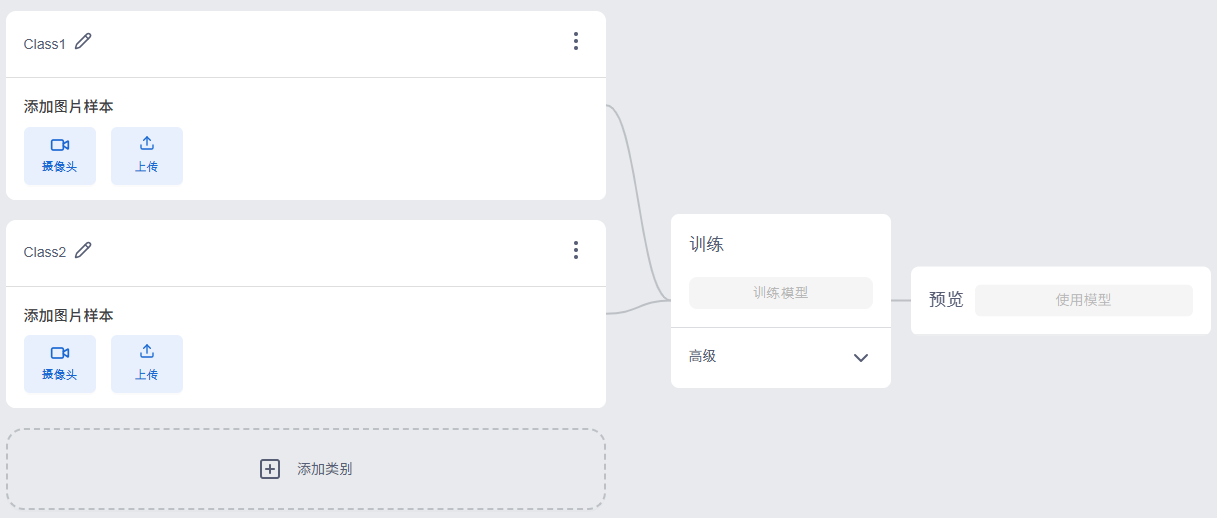 Class1
添加图片样本
摄像头
上传
Class2
添加图片样本
摄像头
上传
添加类别
训练
训练模型
高级
预览
使用模型